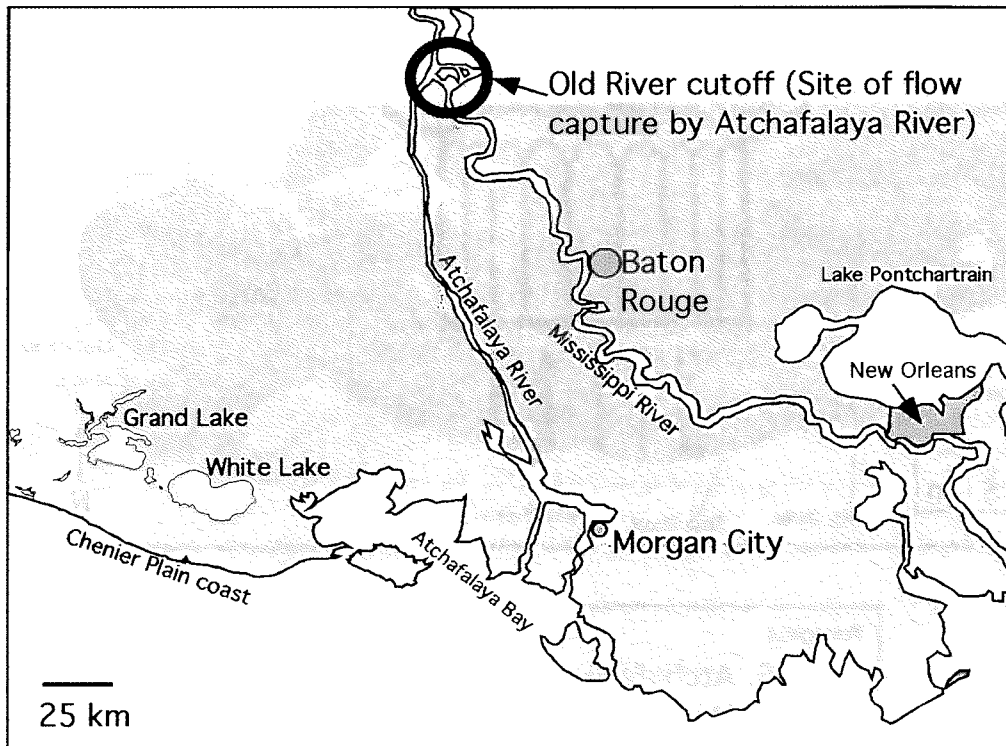 Old River cutoff (Site of flow
capture by Atchafalaya River)
Baton
Rouge
Lake Pontchartrain
Atchafalaya River
Mississippi River
New Orleans
Grand Lake
White Lake
Morgan City
Chenier Plain coast
Atchafalaya Bay
25 km